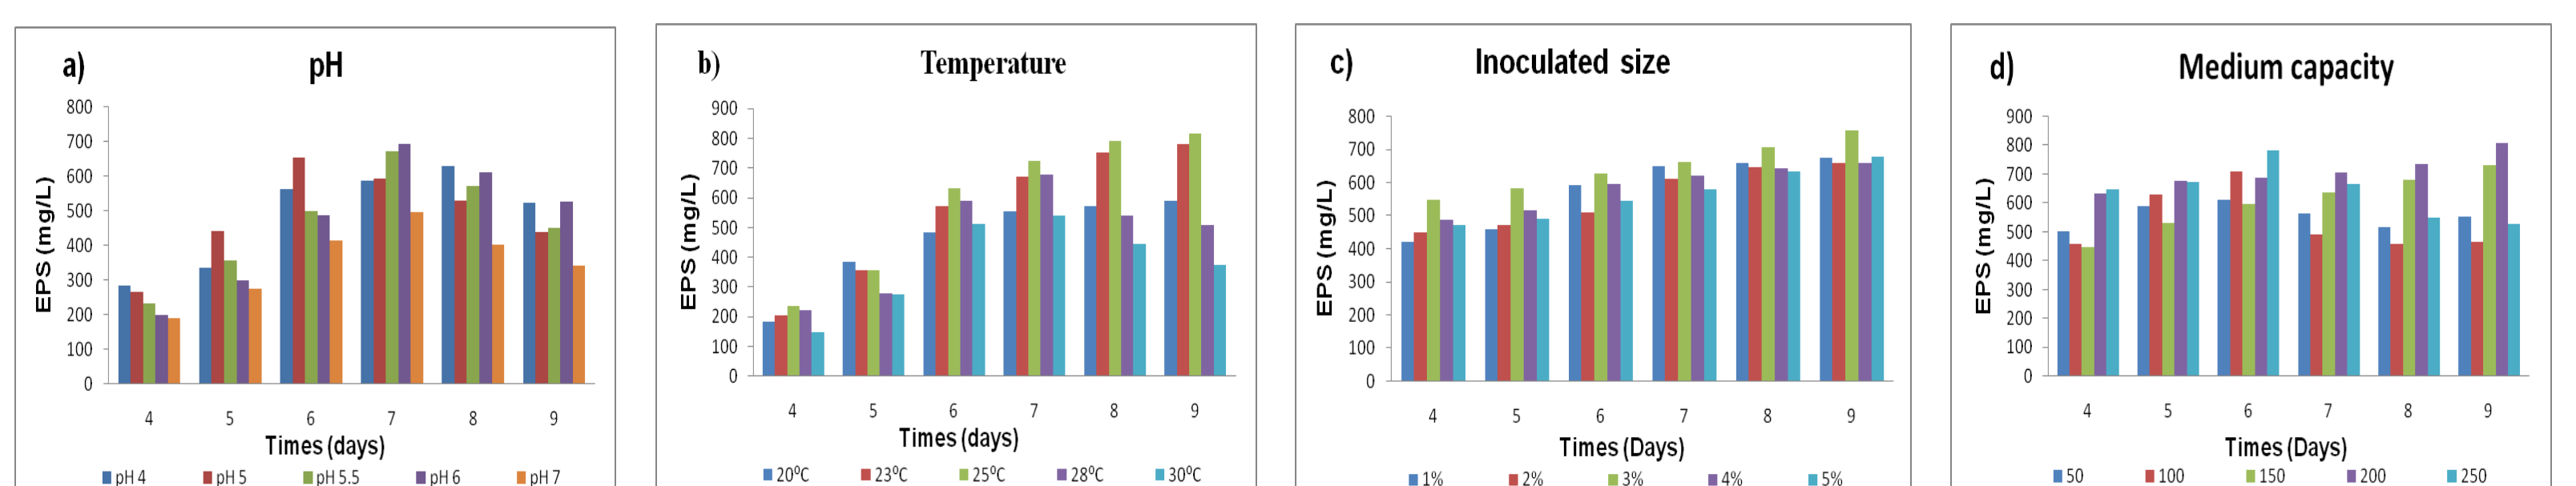 a) pH
800
700
600
500
400
300
200
100
0
EPS (mg/L)
4 5 6 7 8 9
Times (days)
pH 4 pH 5 pH 5.5 pH 6 pH 7
b) Temperature
900
800
700
600
500
400
300
200
100
0
EPS (mg/L)
4 5 6 7 8 9
Times (days)
20⁰C 23⁰C 25⁰C 28⁰C 30⁰C
c) Inoculated size
800
700
600
500
400
300
200
100
0
EPS (mg/L)
4 5 6 7 8 9
Times (Days)
1% 2% 3% 4% 5%
d) Medium capacity
900
800
700
600
500
400
300
200
100
0
EPS (mg/L)
4 5 6 7 8 9
Times (Days)
50 100 150 200 250